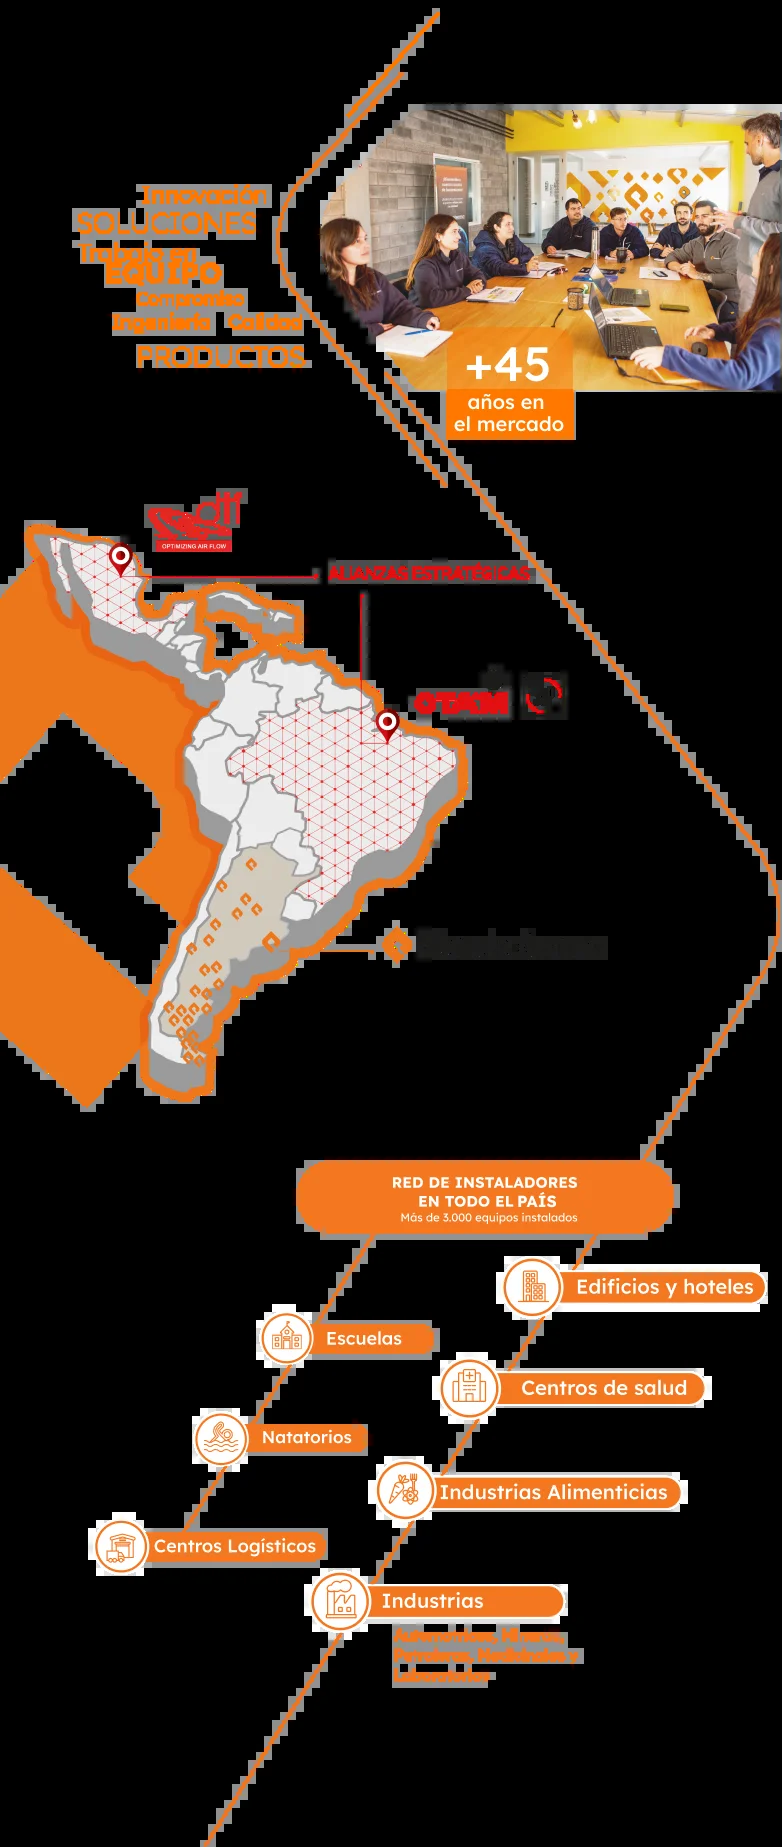 Innovación
SOLUCIONES
Trabajo en
EQUIPO
Compromiso
Ingeniería Calidad
PRODUCTOS
+45
años en
el mercado
OPTIMIZING AIR FLOW
ALIANZAS ESTRATÉGICAS
OTAM
RED DE INSTALADORES
EN TODO EL PAÍS
Más de 3.000 equipos instalados
Edificios y hoteles
Escuelas
Centros de salud
Natatorios
Industrias Alimenticias
Centros Logísticos
Industrias
Automotrices, Mineras,
Petroleras, Medicinales y
Laboratorios